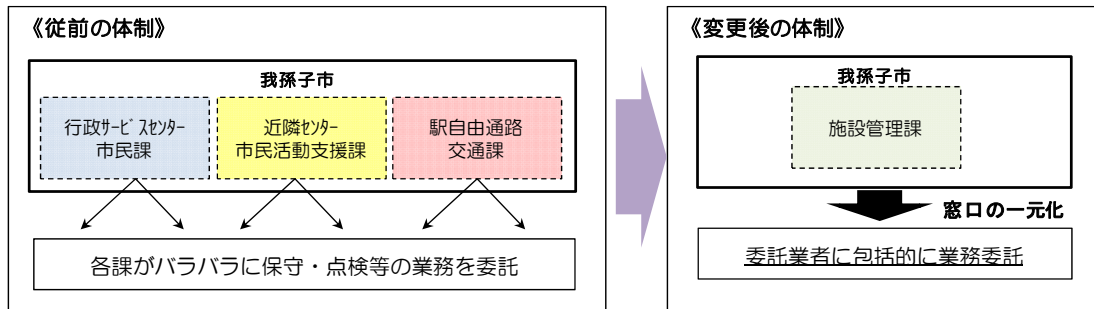 《従前の体制》
我孫子市
行政ｻｰﾋﾞｽｾﾝﾀｰ
市民課
近隣ｾﾝﾀｰ
市民活動支援課
駅自由通路
交通課
各課がバラバラに保守・点検等の業務を委託
《変更後の体制》
我孫子市
施設管理課
窓口の一元化
委託業者に包括的に業務委託